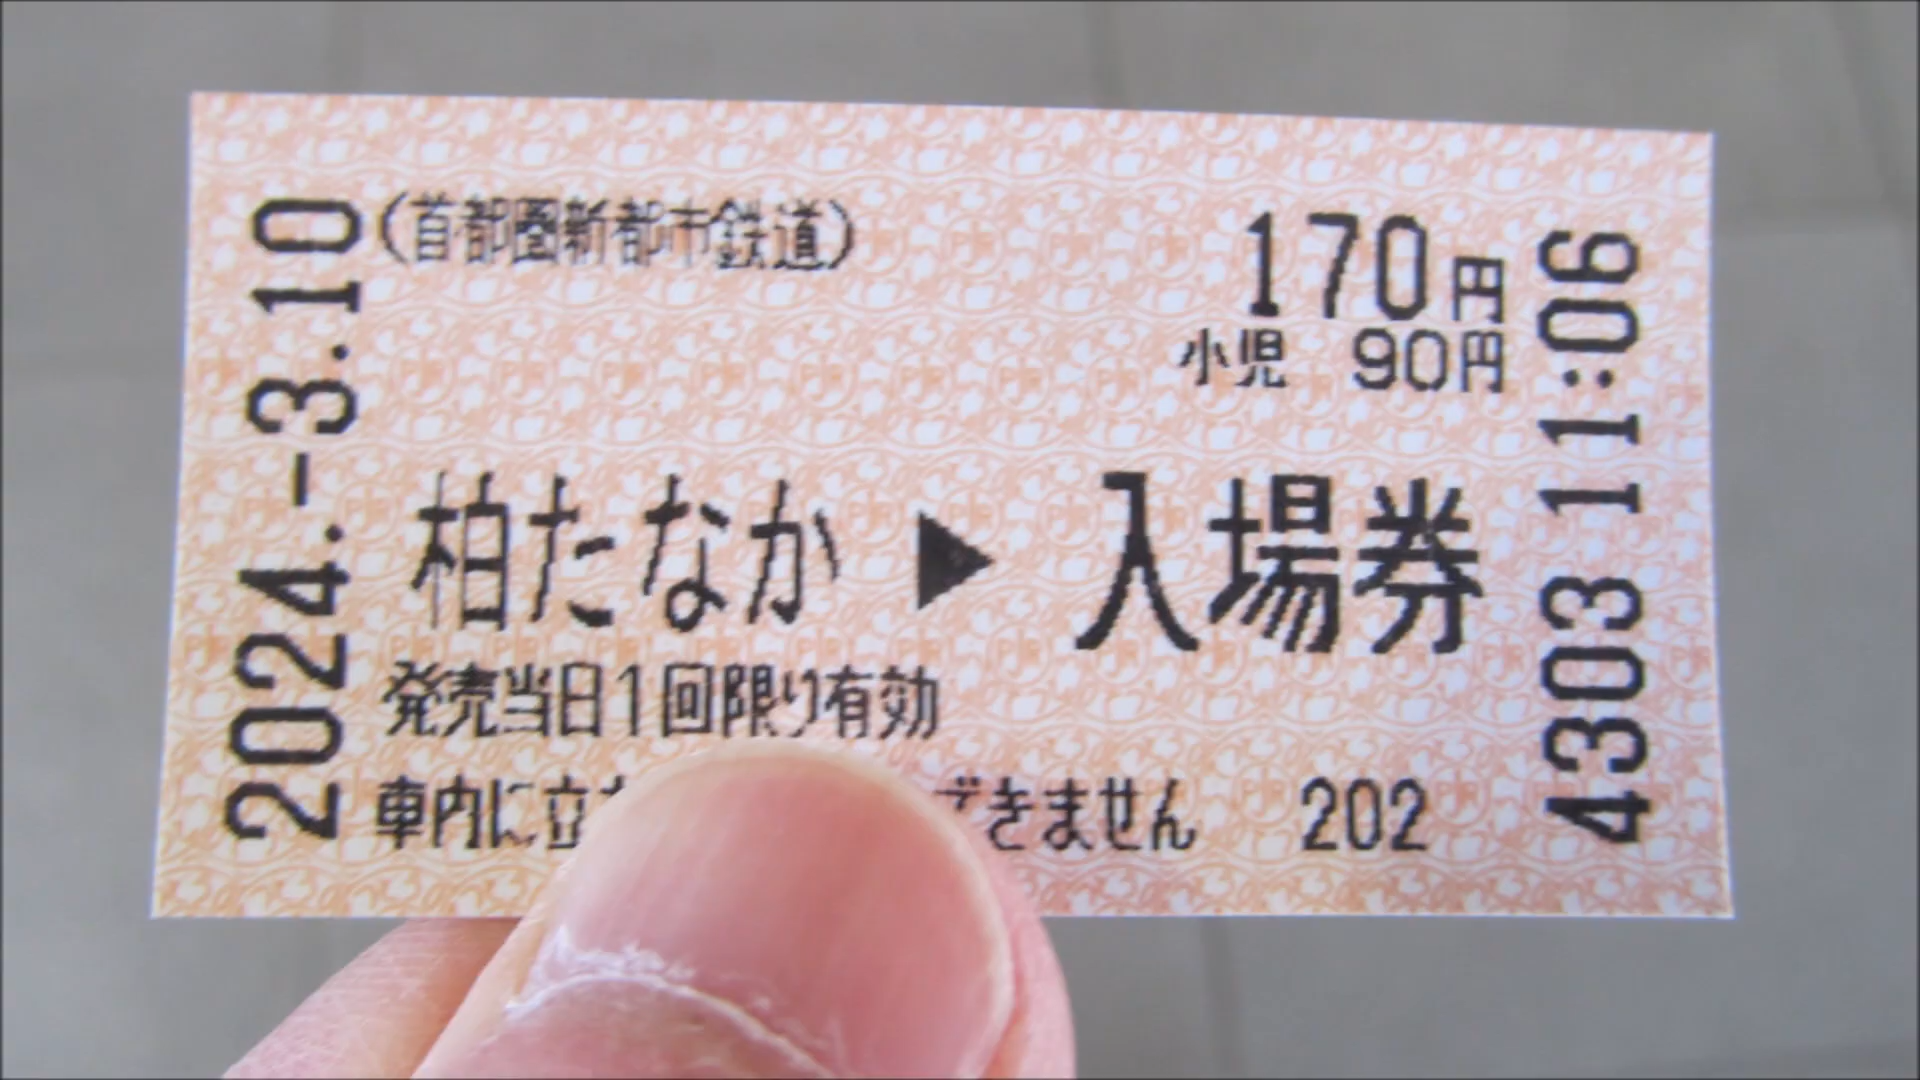 2024.-3.10
(首都圏新都市鉄道)
170円
小児 90円
柏たなか▶入場券
発売当日1回限り有効
車内に立 できません 202
4303 11:06